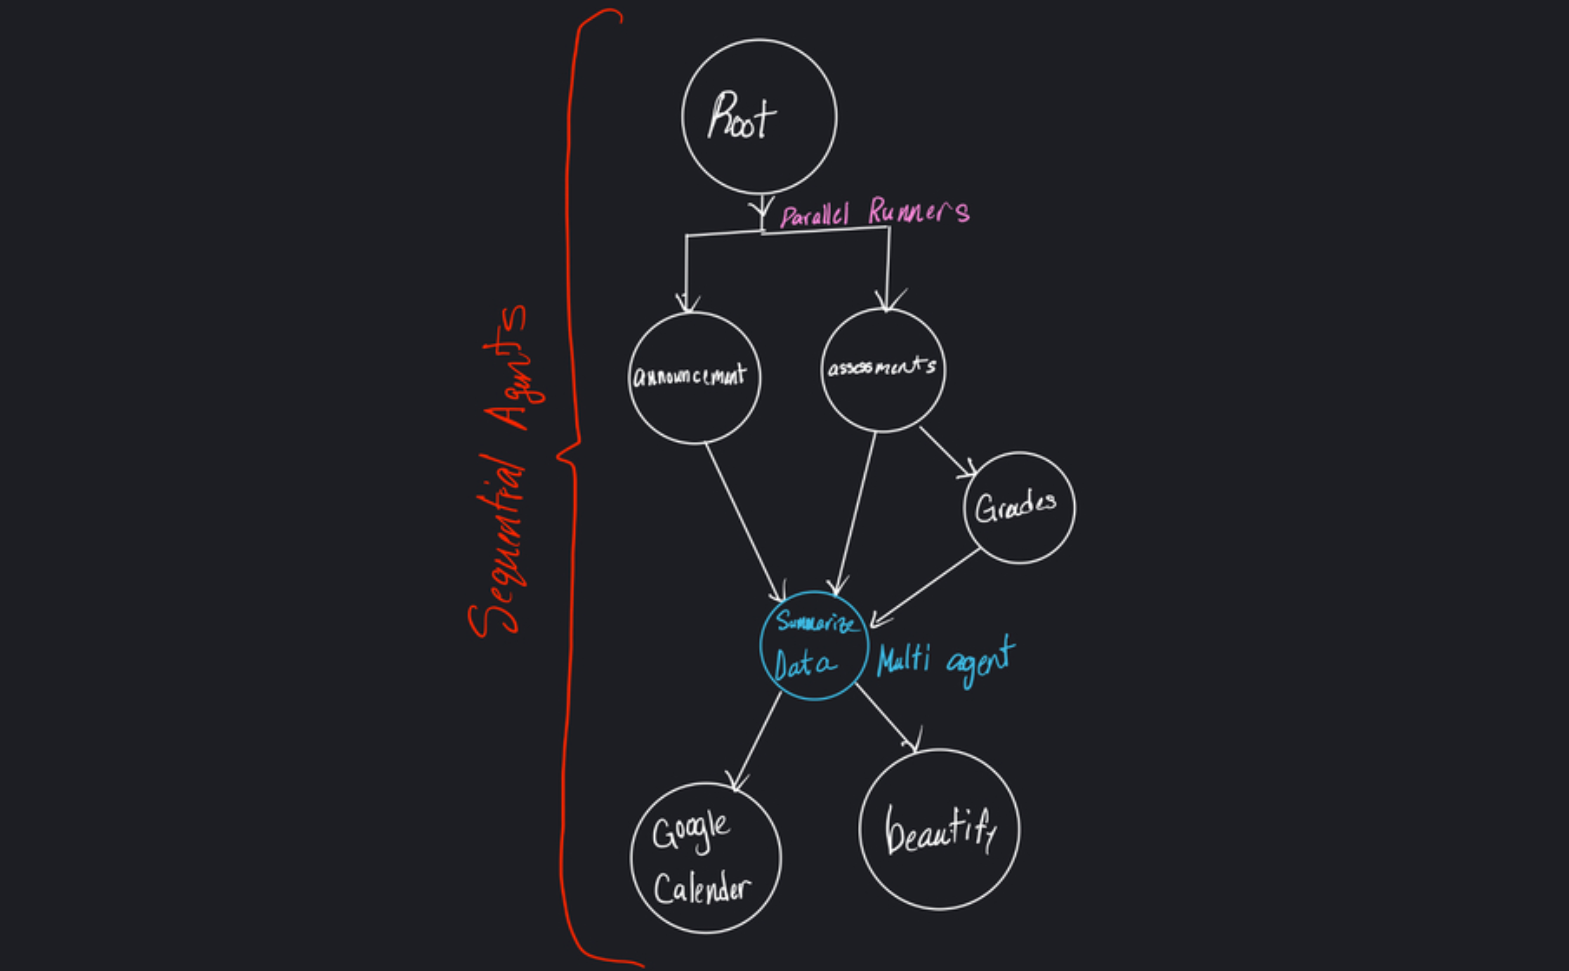 Root
Parallel Runners
announcement
assessments
Grades
Sequential Agents
Summarize
Data
Multi agent
Google
Calender
beautify